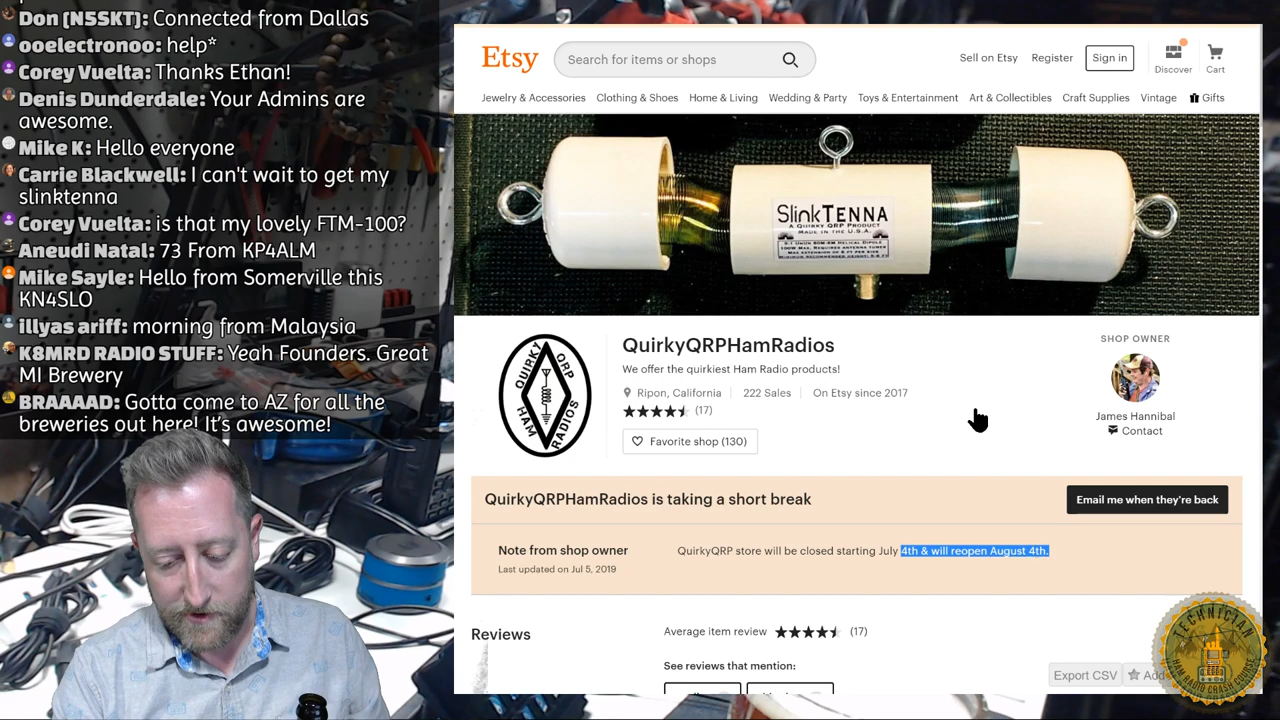 Don (N5SKT): Connected from Dallas
ooelectronoo: help*
Corey Vuelta: Thanks Ethan!
Denis Dunderdale: Your Admins are
awesome.
Mike K: Hello everyone
Carrie Blackwell: I can't wait to get my
slinktenna
Corey Vuelta: is that my lovely FTM-100?
Aneudi Nats: 73 From KP4ALM
Mike Sayle: Hello from Somerville this
KN4SLO
illyas ariff: morning from Malaysia
K8MRD RADIO STUFF: Yeah Founders. Great
MI Brewery
BRAAAAD: Gotta come to AZ for all the
breweries out here! It's awesome!
Etsy
Search for items or shops
Sell on Etsy
Register
Sign in
Discover
Cart
Jewelry & Accessories
Clothing & Shoes
Home & Living
Wedding & Party
Toys & Entertainment
Art & Collectibles
Craft Supplies
Vintage
Gifts
SlinkTENNA
A QUIRKY QRP PRODUCT
MADE IN THE U.S.A.
QUIRKY QRP
HAM RADIOS
QuirkyQRPHamRadios
We offer the quirkiest Ham Radio products!
Ripon, California
222 Sales
On Etsy since 2017
(17)
Favorite shop (130)
SHOP OWNER
James Hannibal
Contact
QuirkyQRPHamRadios is taking a short break
Email me when they're back
Note from shop owner
Last updated on Jul 5, 2019
QuirkyQRP store will be closed starting July 4th & will reopen August 4th.
Reviews
Average item review
(17)
See reviews that mention:
Export CSV
Add
TECHNICIAN
HAM RADIO CRASH COURSE